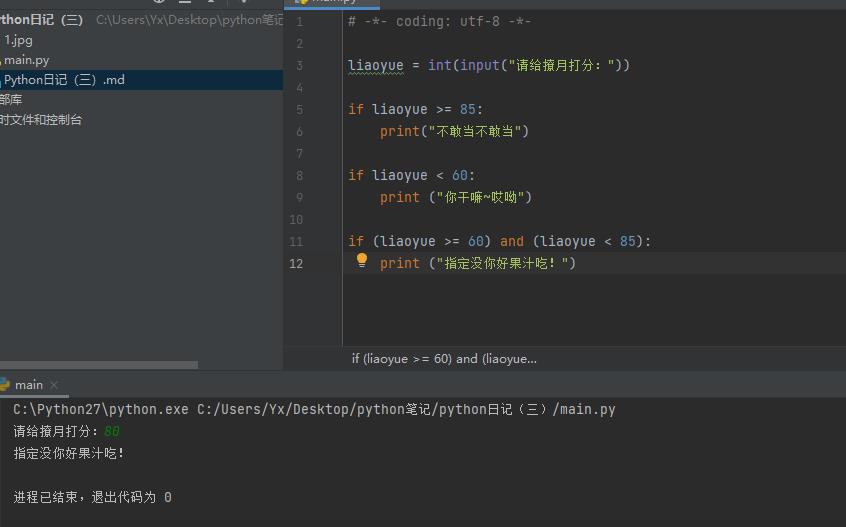 thon日记（三） C:\Users\Yx\Desktop\python笔记
1.jpg
main.py
Python日记（三）.md
部库
时文件和控制台
main.py
1 # -*- coding: utf-8 -*-
2
3 liaoyue = int(input("请给撩月打分："))
4
5 if liaoyue >= 85:
6 print("不敢当不敢当")
7
8 if liaoyue < 60:
9 print ("你干嘛~哎呦")
10
11 if (liaoyue >= 60) and (liaoyue < 85):
12 print ("指定没你好果汁吃！")
if (liaoyue >= 60) and (liaoyue...
main
C:\Python27\python.exe C:/Users/Yx/Desktop/python笔记/python日记（三）/main.py
请给撩月打分：80
指定没你好果汁吃！
进程已结束，退出代码为 0